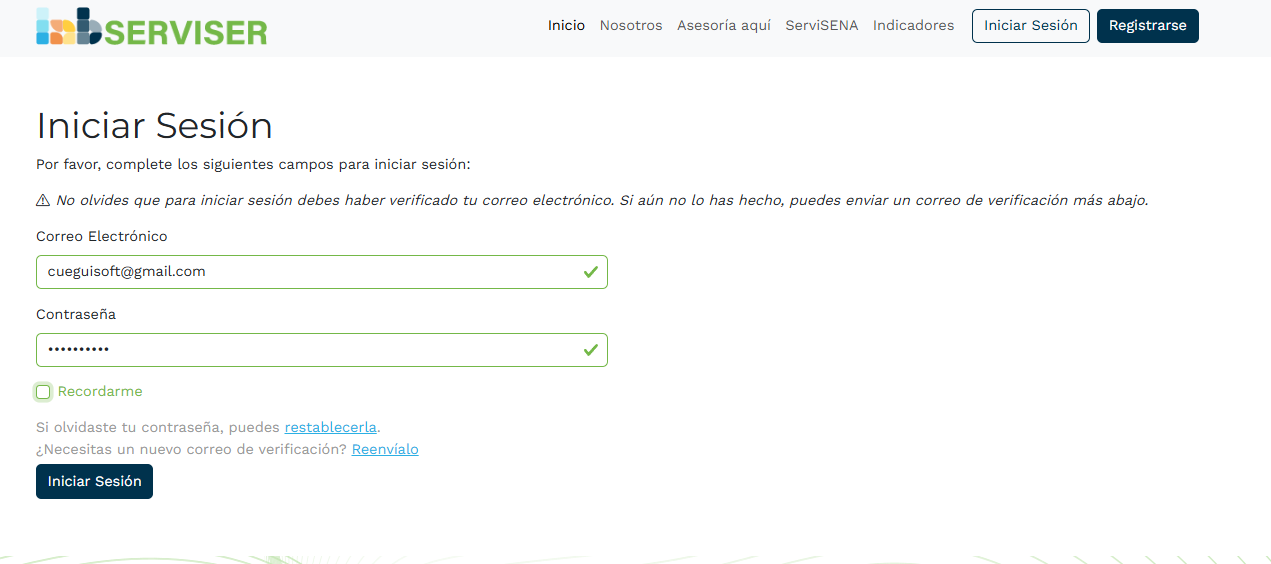 SERVISER
Inicio Nosotros Asesoría aquí ServiSENA Indicadores Iniciar Sesión Registrarse
Iniciar Sesión
Por favor, complete los siguientes campos para iniciar sesión:
⚠ No olvides que para iniciar sesión debes haber verificado tu correo electrónico. Si aún no lo has hecho, puedes enviar un correo de verificación más abajo.
Correo Electrónico
cueguisoft@gmail.com
Contraseña
••••••••••
Recordarme
Si olvidaste tu contraseña, puedes restablecerla.
¿Necesitas un nuevo correo de verificación? Reenvíalo
Iniciar Sesión